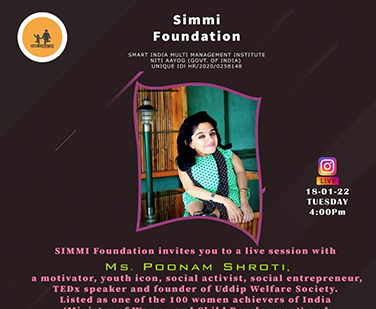 Simmi
Foundation
SMART INDIA MULTI MANAGEMENT INSTITUTE
NITI AAYOG (GOVT. OF INDIA)
UNIQUE IDI HR/2020/0258148
LIVE
18-01-22
TUESDAY
4:00Pm
SIMMI Foundation invites you to a live session with
Ms. Poonam Shroti,
a motivator, youth icon, social activist, social entrepreneur,
TEDx speaker and founder of Uddip Welfare Society.
Listed as one of the 100 women achievers of India